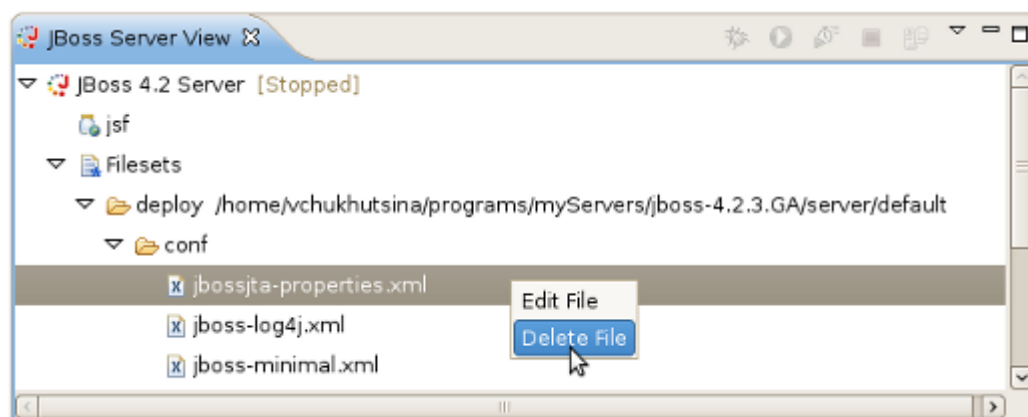 JBoss Server View
JBoss 4.2 Server [Stopped]
jsf
Filesets
deploy /home/vchukhutsina/programs/myServers/jboss-4.2.3.GA/server/default
conf
jbossjta-properties.xml
Edit File
jboss-log4j.xml
Delete File
jboss-minimal.xml